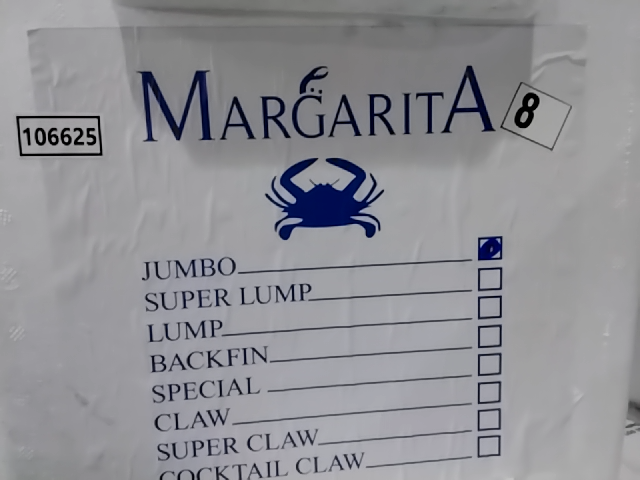 MARGARITA
8
106625
JUMBO
SUPER LUMP
LUMP
BACKFIN
SPECIAL
CLAW
SUPER CLAW
COCKTAIL CLAW